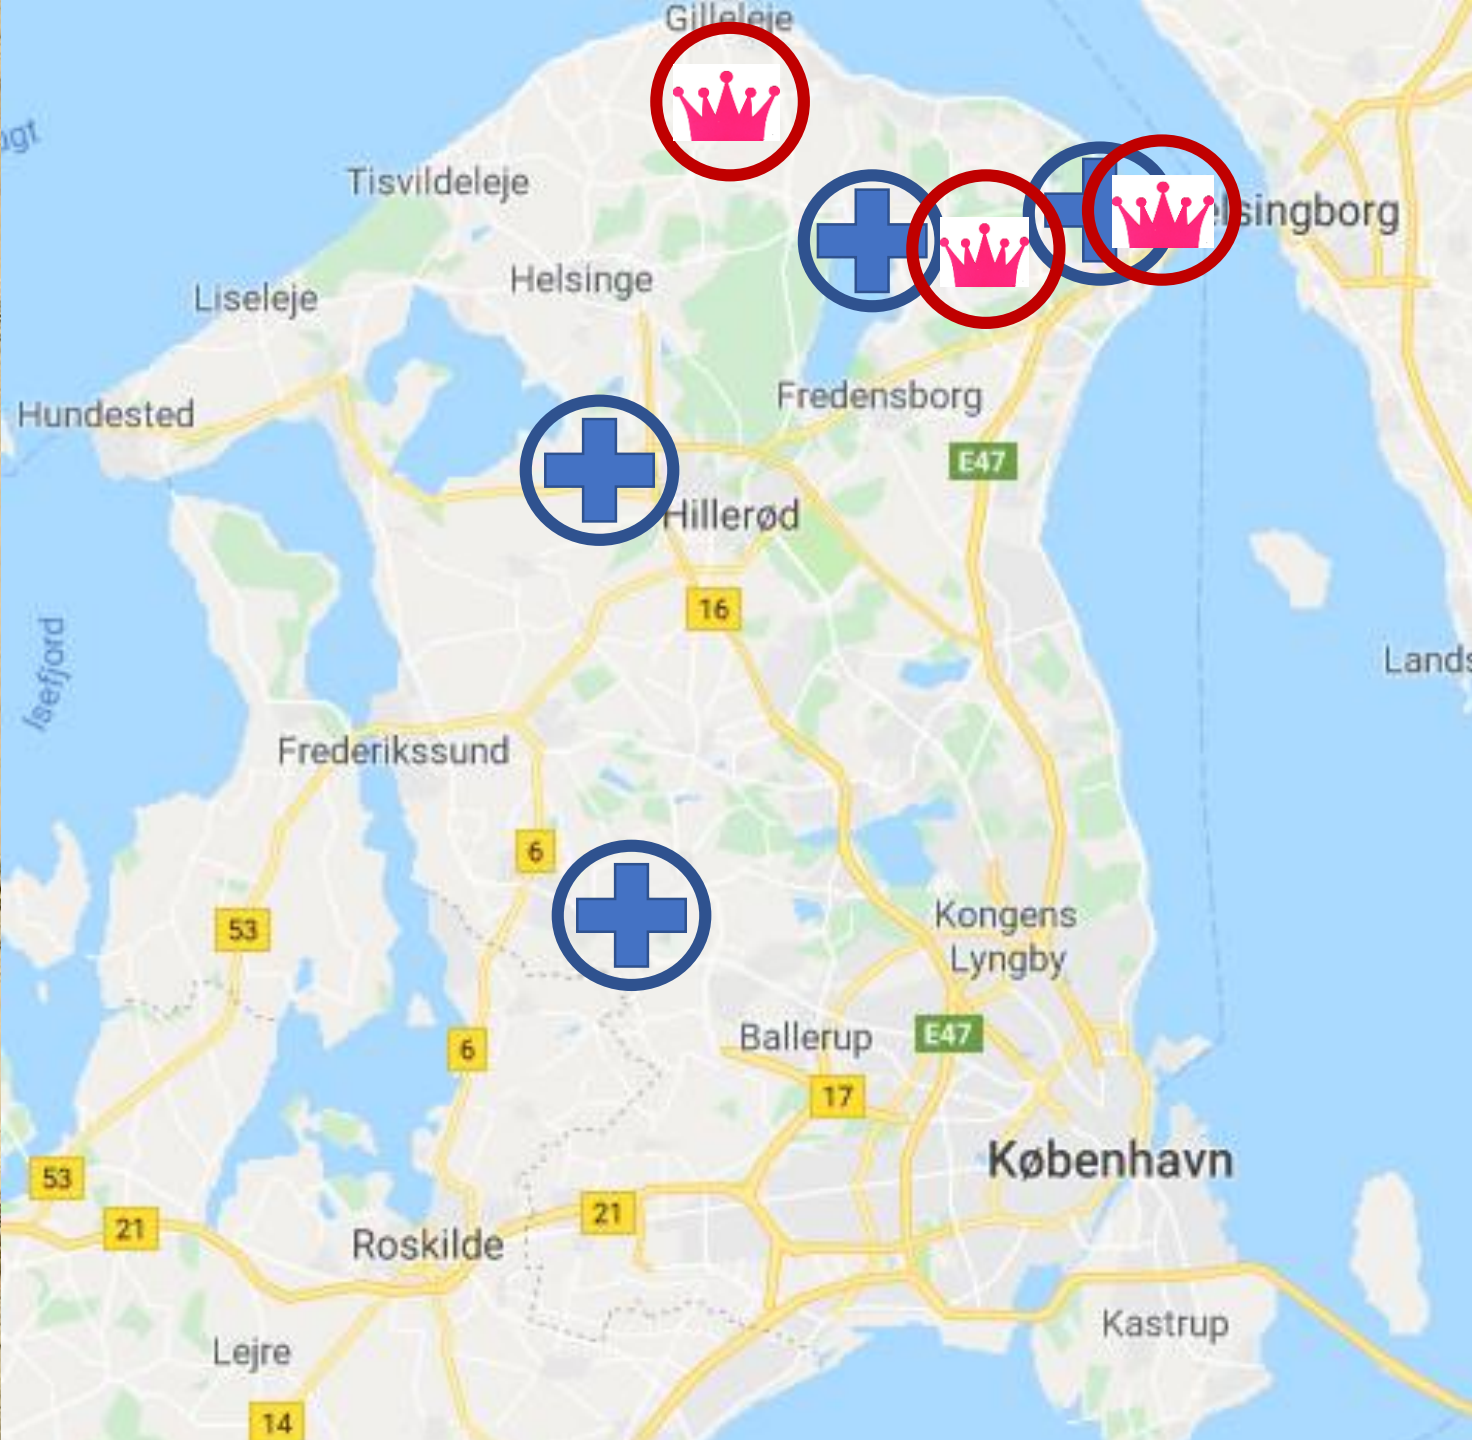 Gilleleje
Tisvildeleje
elsingborg
Helsinge
Liseleje
Fredensborg
Hundested
E47
Hillerød
16
Isefjord
Frederikssund
6
53
Kongens
Lyngby
Ballerup
E47
6
17
København
53
21
21
Roskilde
Kastrup
Lejre
14